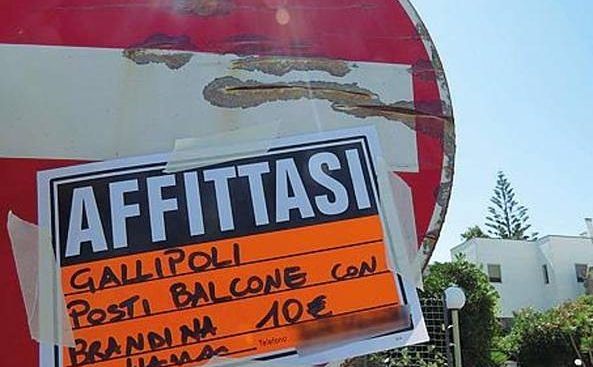 AFFITTASI
GALLIPOLI
POSTI BALCONE CON
BRANDINA 10€
Telefono